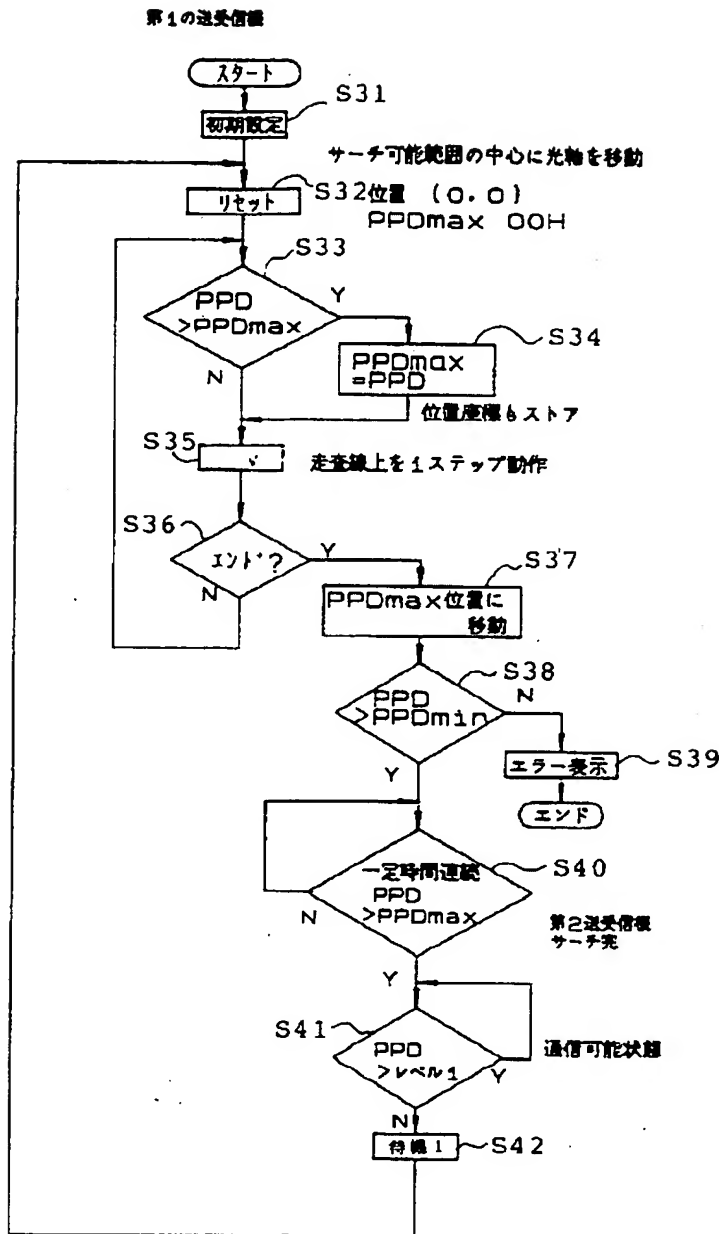 第1の送受信機
スタート
S31
初期設定
サーチ可能範囲の中心に光軸を移動
リセット
S32
位置 (0.0)
PPDmax 00H
S33
PPD
>PPDmax
Y
N
S34
PPDmax
=PPD
位置座標もストア
S35
走査線上を1ステップ動作
S36
エンド?
Y
N
S37
PPDmax位置に
移動
S38
PPD
>PPDmin
N
Y
エラー表示
S39
エンド
S40
一定時間連続
PPD
>PPDmax
N
Y
第2送受信機
サーチ完
S41
PPD
>レベル1
Y
N
通信可能状態
待機1
S42